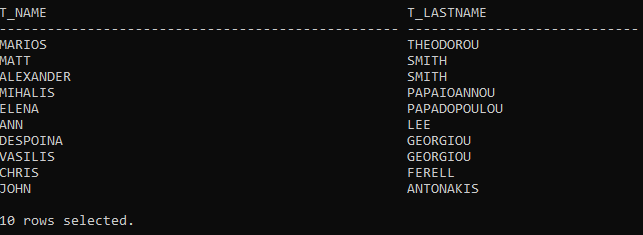 T_NAME T_LASTNAME
-------------------------------------------------- -----------------------------
MARIOS THEODOROU
MATT SMITH
ALEXANDER SMITH
MIHALIS PAPAIOANNOU
ELENA PAPADOPOULOU
ANN LEE
DESPOINA GEORGIOU
VASILIS GEORGIOU
CHRIS FERELL
JOHN ANTONAKIS
10 rows selected.